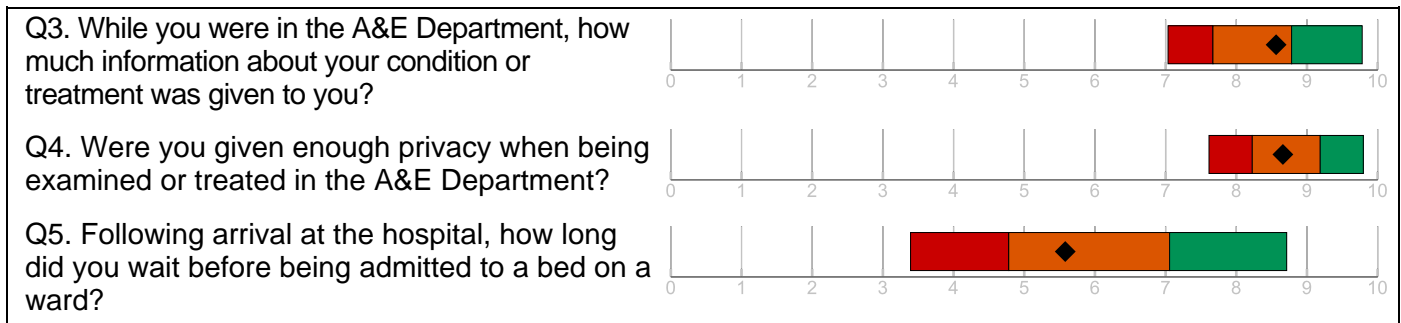 Q3. While you were in the A&E Department, how
much information about your condition or
treatment was given to you?
0 1 2 3 4 5 6 7 8 9 10
Q4. Were you given enough privacy when being
examined or treated in the A&E Department?
0 1 2 3 4 5 6 7 8 9 10
Q5. Following arrival at the hospital, how long
did you wait before being admitted to a bed on a
ward?
0 1 2 3 4 5 6 7 8 9 10